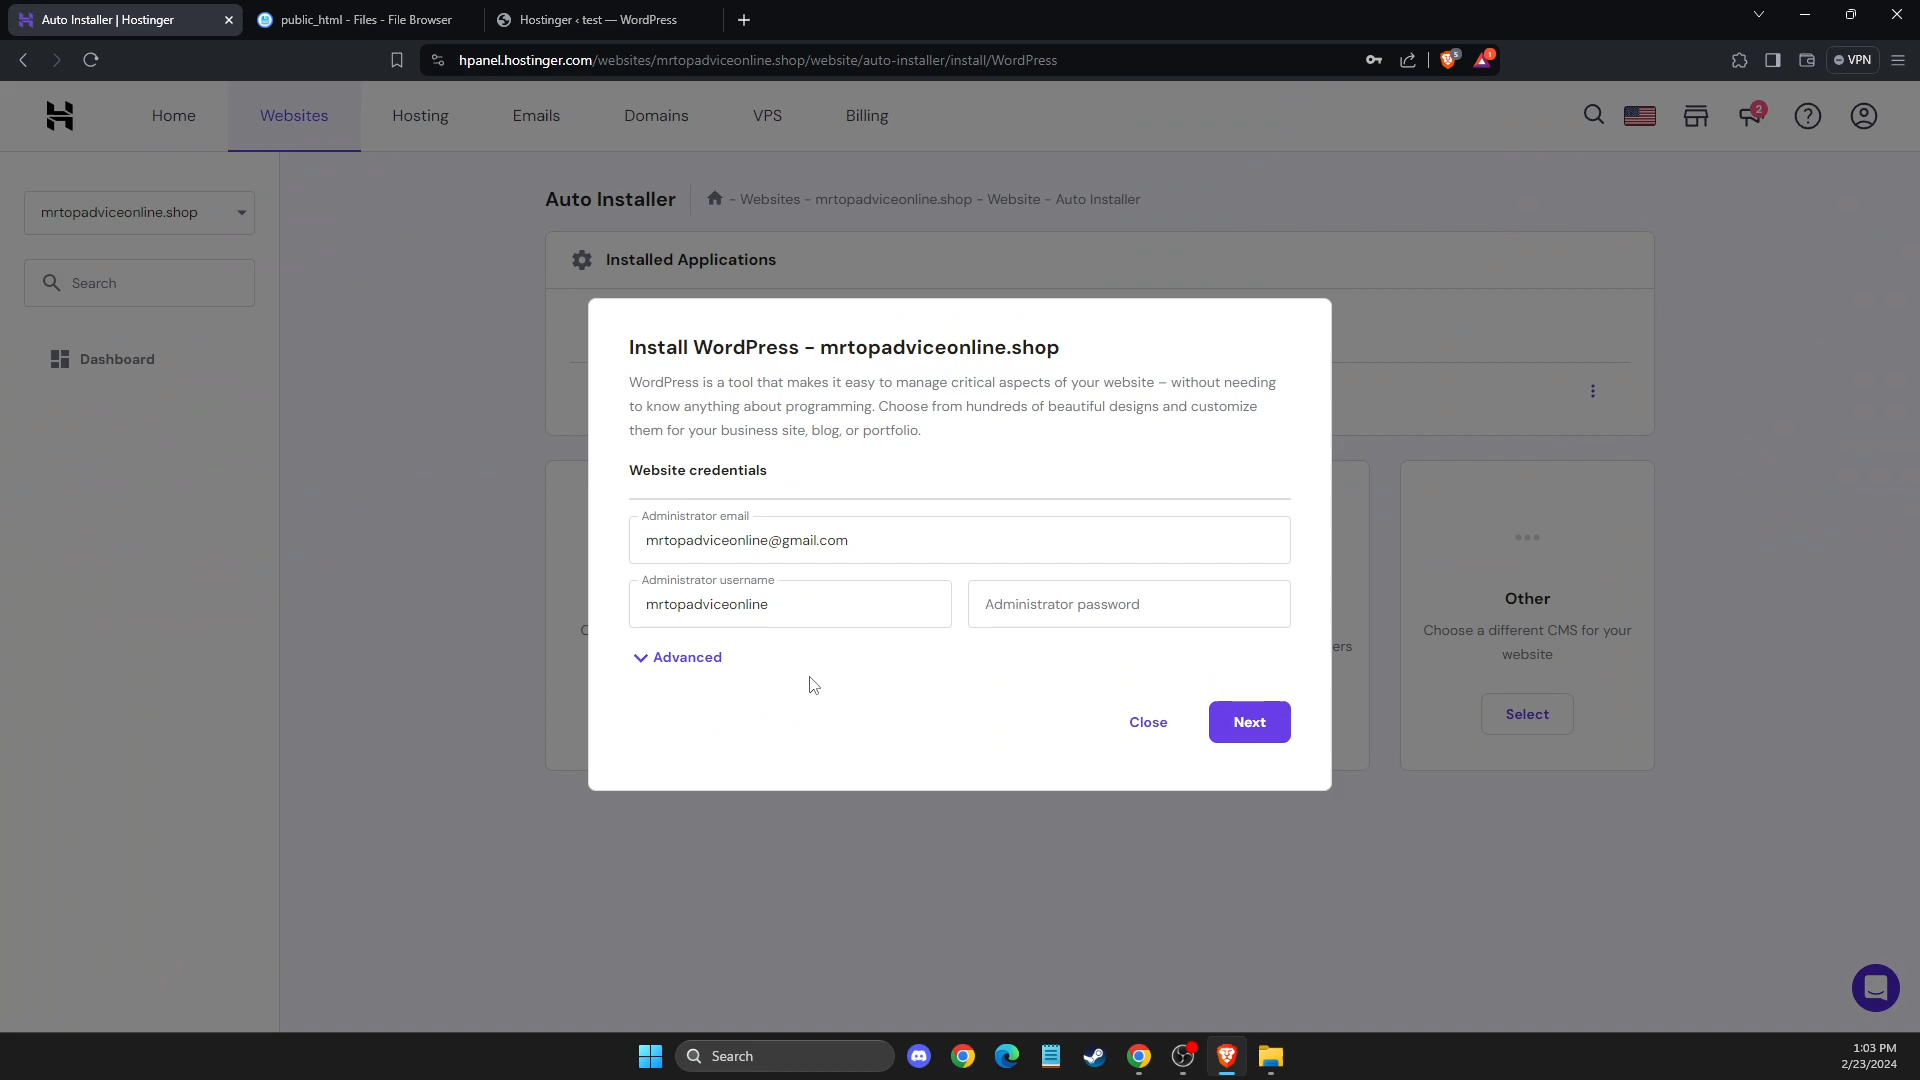 Auto Installer | Hostinger
public_html - Files - File Browser
Hostinger ‹ test — WordPress
hpanel.hostinger.com/websites/mrtopadviceonline.shop/website/auto-installer/install/WordPress
5
1
VPN
Home
Websites
Hosting
Emails
Domains
VPS
Billing
2
mrtopadviceonline.shop
Search
Dashboard
Auto Installer
- Websites - mrtopadviceonline.shop - Website - Auto Installer
Installed Applications
Install WordPress - mrtopadviceonline.shop
WordPress is a tool that makes it easy to manage critical aspects of your website – without needing
to know anything about programming. Choose from hundreds of beautiful designs and customize
them for your business site, blog, or portfolio.
Website credentials
Administrator email
mrtopadviceonline@gmail.com
Administrator username
mrtopadviceonline
Administrator password
Advanced
Close
Next
Other
Choose a different CMS for your
website
Select
Search
1:03 PM
2/23/2024